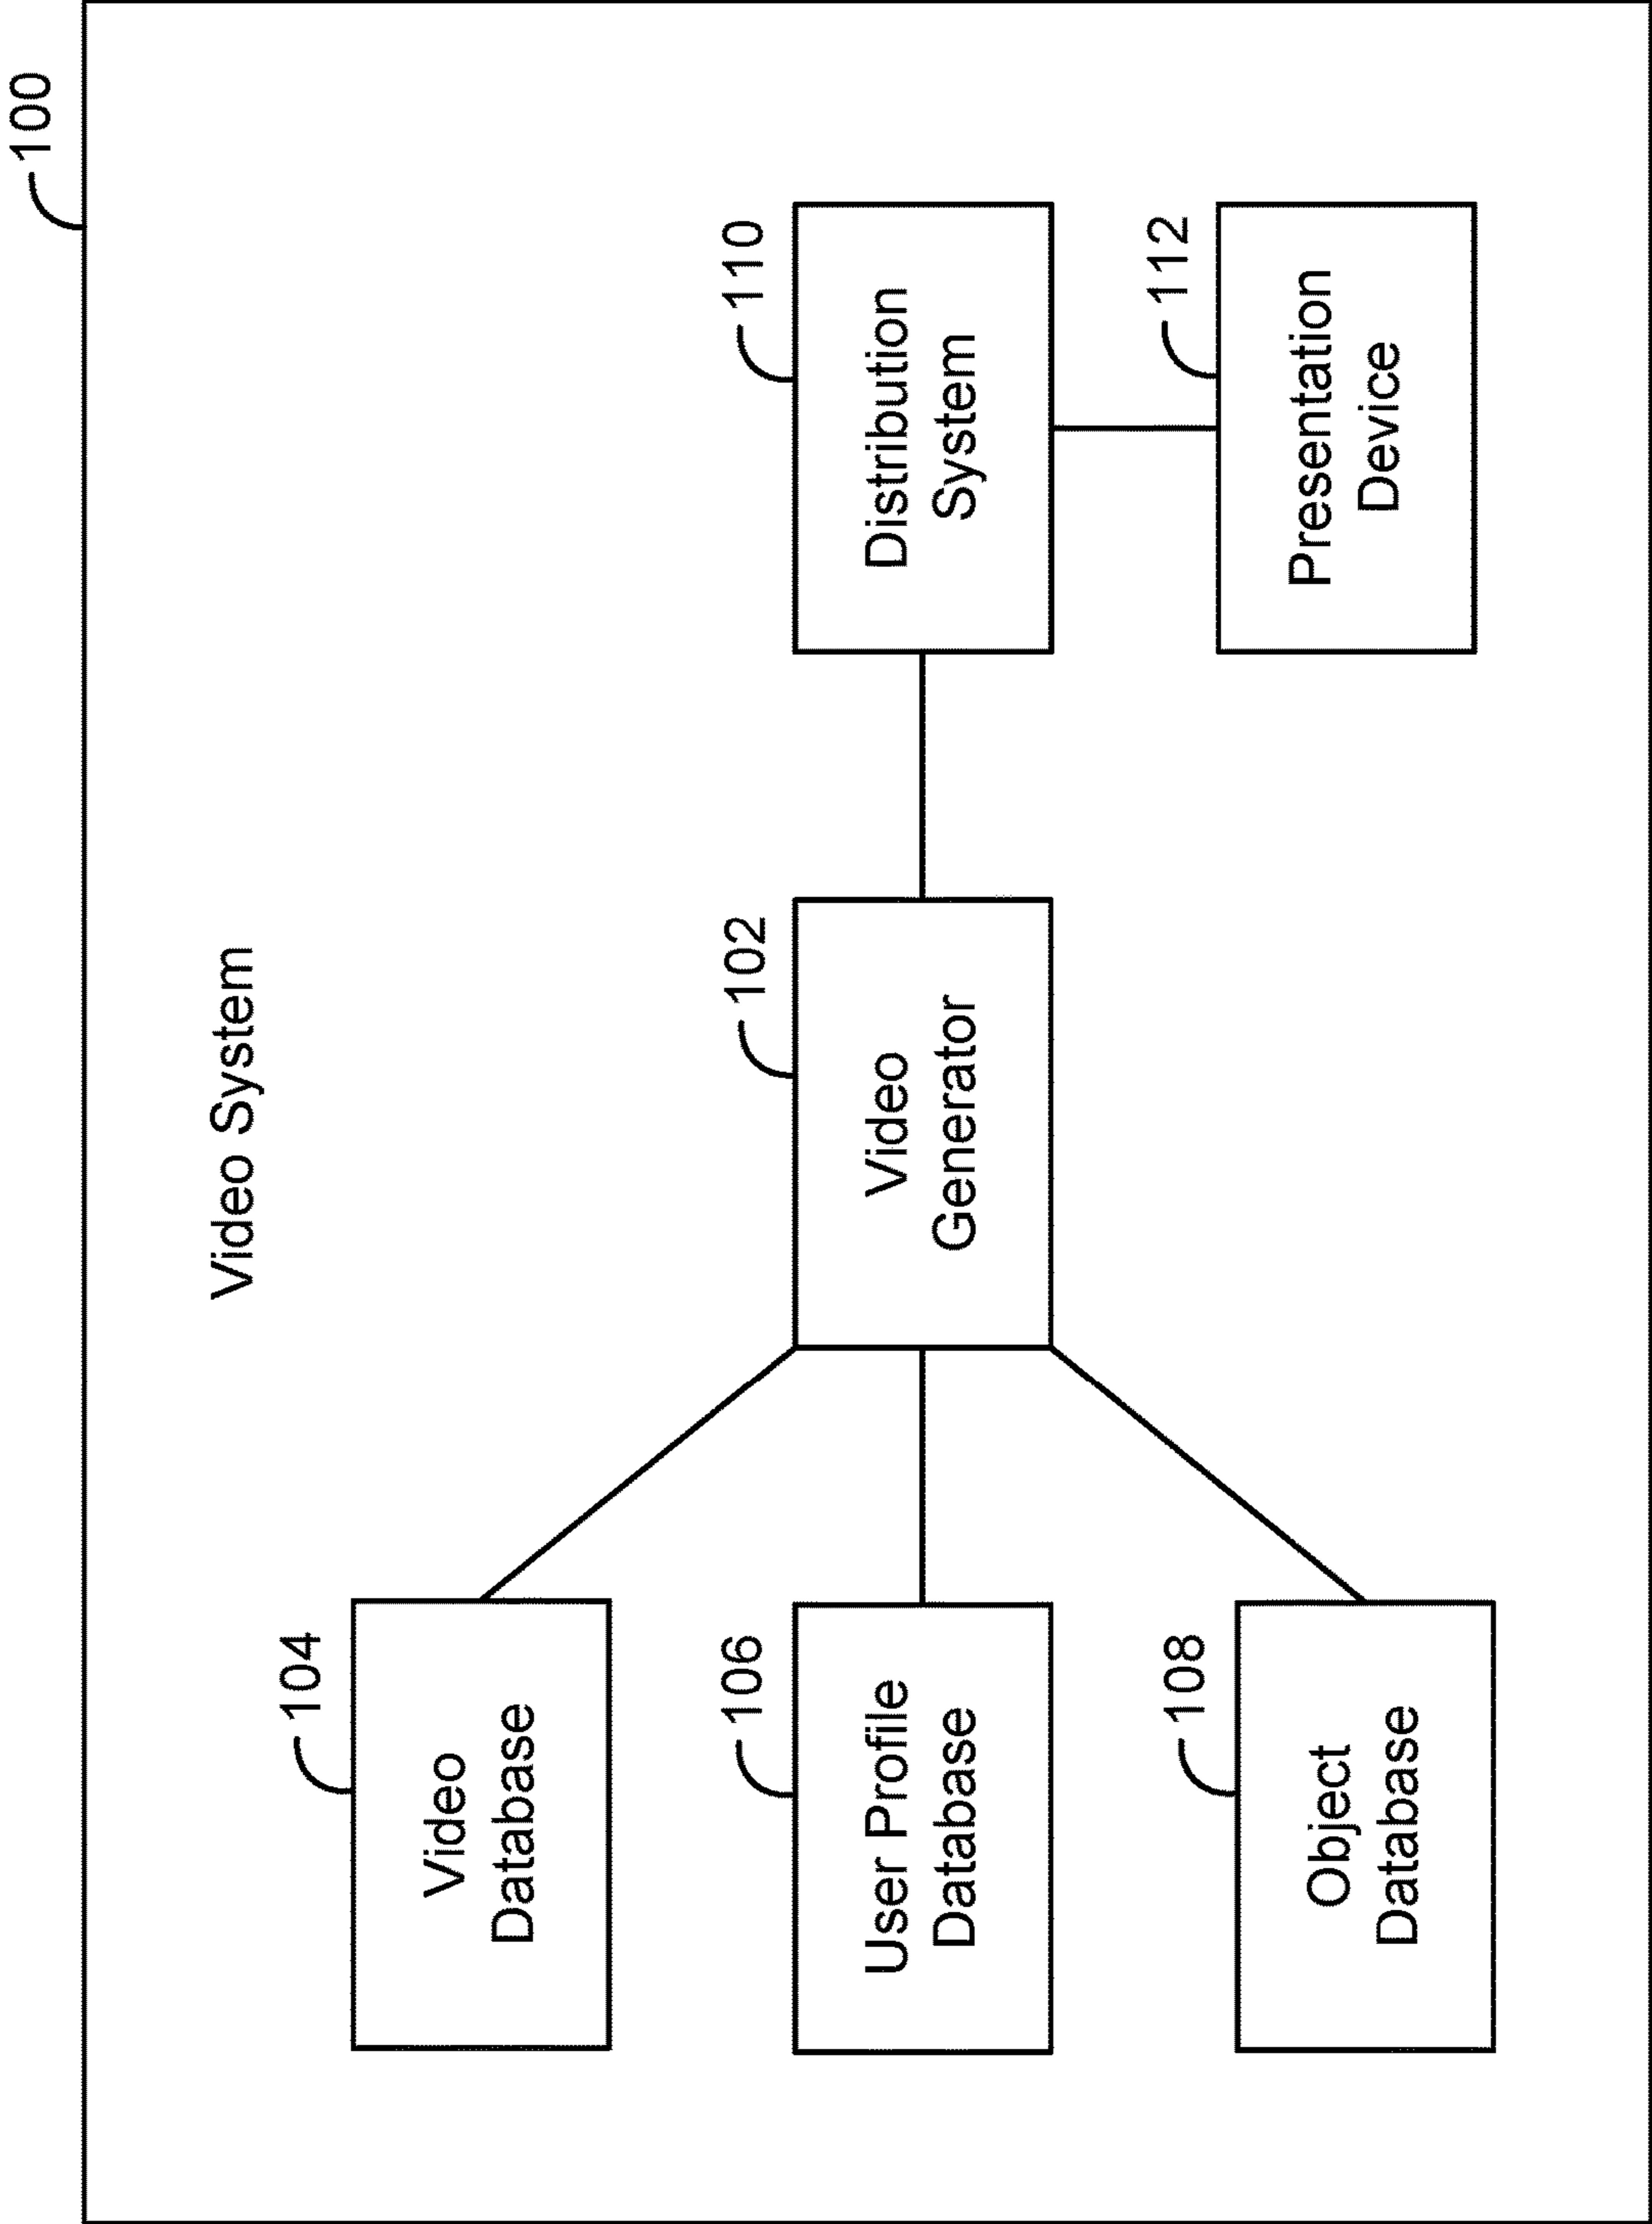 100
Video System
104
Video
Database
106
User Profile
Database
108
Object
Database
102
Video
Generator
110
Distribution
System
112
Presentation
Device